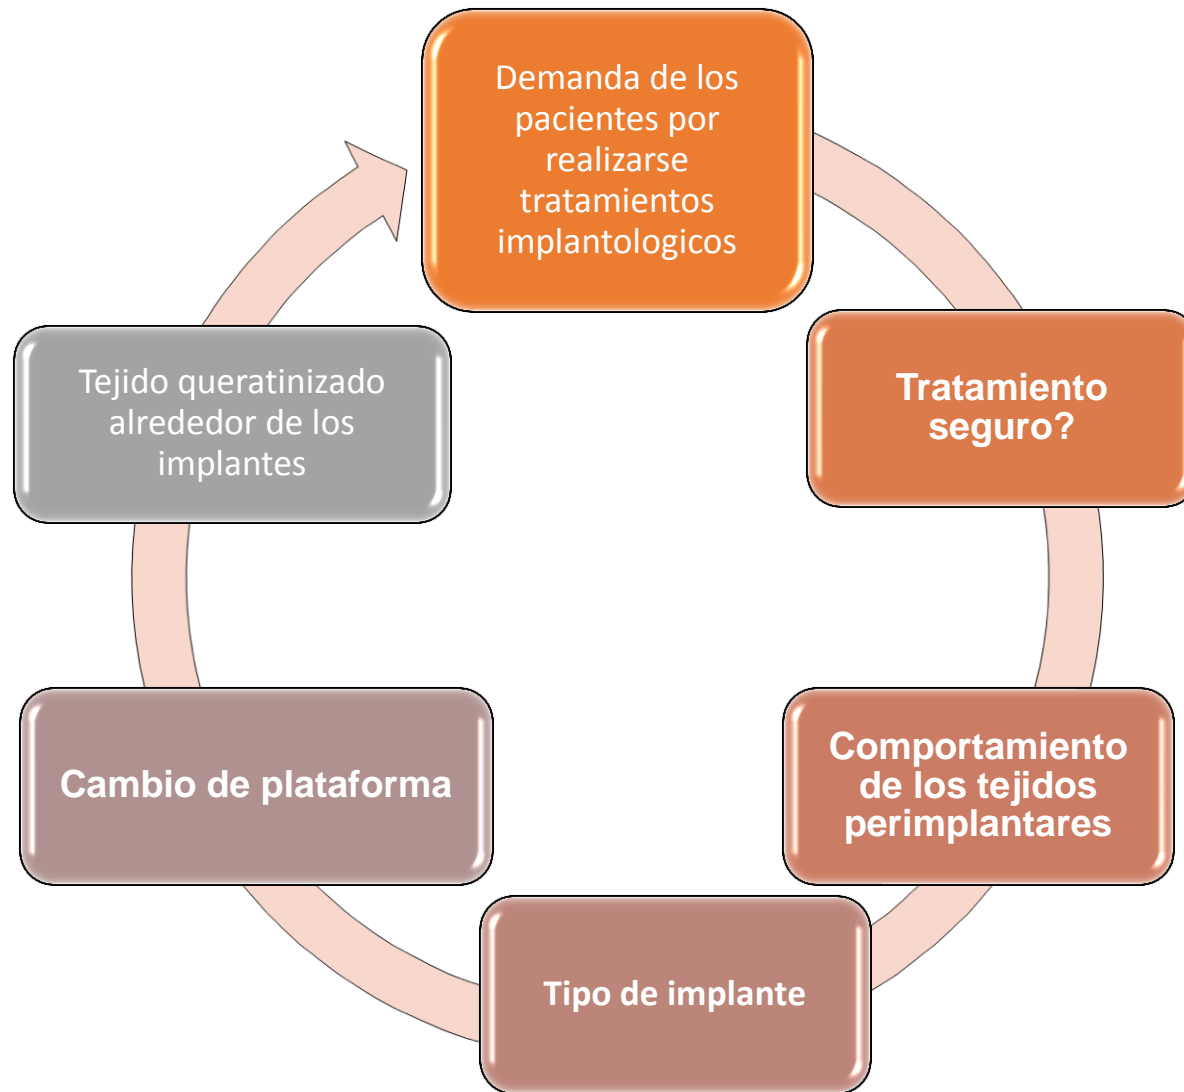 Demanda de los
pacientes por
realizarse
tratamientos
implantologicos
Tratamiento
seguro?
Comportamiento
de los tejidos
perimplantares
Tipo de implante
Cambio de plataforma
Tejido queratinizado
alrededor de los
implantes